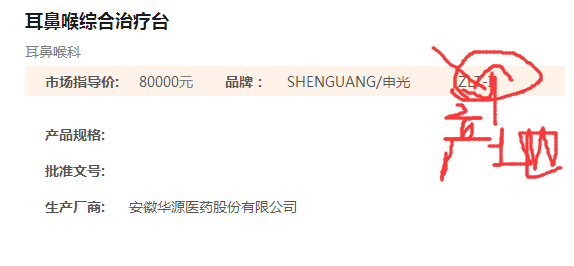 耳鼻喉综合治疗台
耳鼻喉科
市场指导价: 80000元 品牌： SHENGUANG/申光
产品规格:
批准文号:
生产厂商: 安徽华源医药股份有限公司
产地